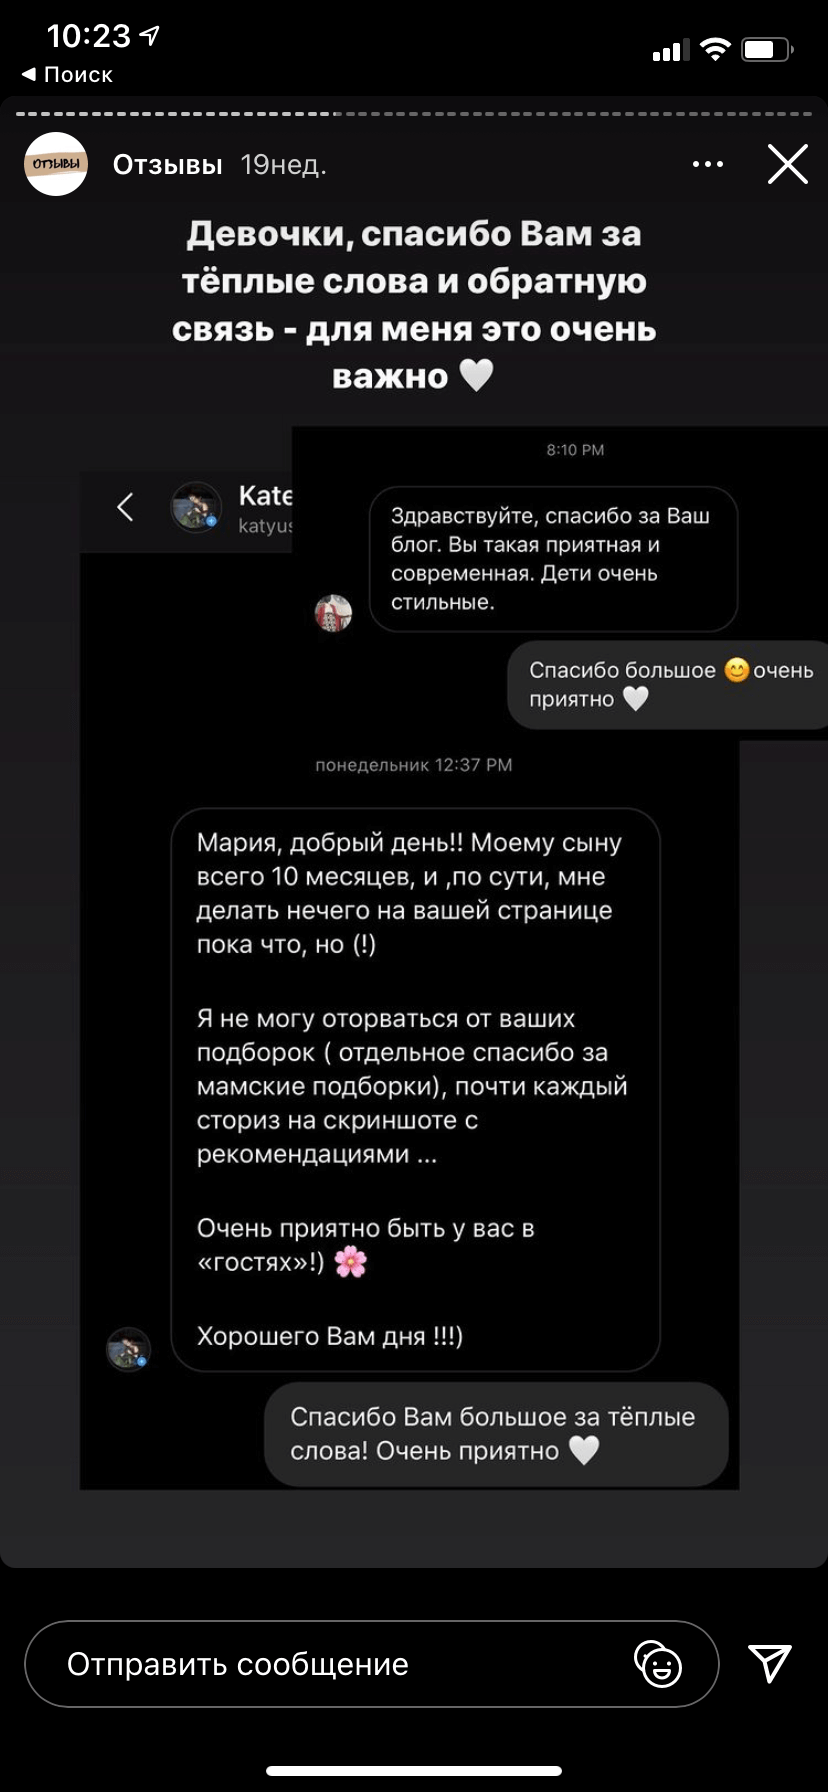 10:23
◀ Поиск
ОТЗЫВЫ
Отзывы 19нед.
Девочки, спасибо Вам за
тёплые слова и обратную
связь - для меня это очень
важно 🤍
8:10 PM
Kate
katyus
Здравствуйте, спасибо за Ваш
блог. Вы такая приятная и
современная. Дети очень
стильные.
Спасибо большое 😊очень
приятно 🤍
понедельник 12:37 PM
Мария, добрый день!! Моему сыну
всего 10 месяцев, и ,по сути, мне
делать нечего на вашей странице
пока что, но (!)
Я не могу оторваться от ваших
подборок ( отдельное спасибо за
мамские подборки), почти каждый
сториз на скриншоте с
рекомендациями ...
Очень приятно быть у вас в
«гостях»!) 🌸
Хорошего Вам дня !!!)
Спасибо Вам большое за тёплые
слова! Очень приятно 🤍
Отправить сообщение